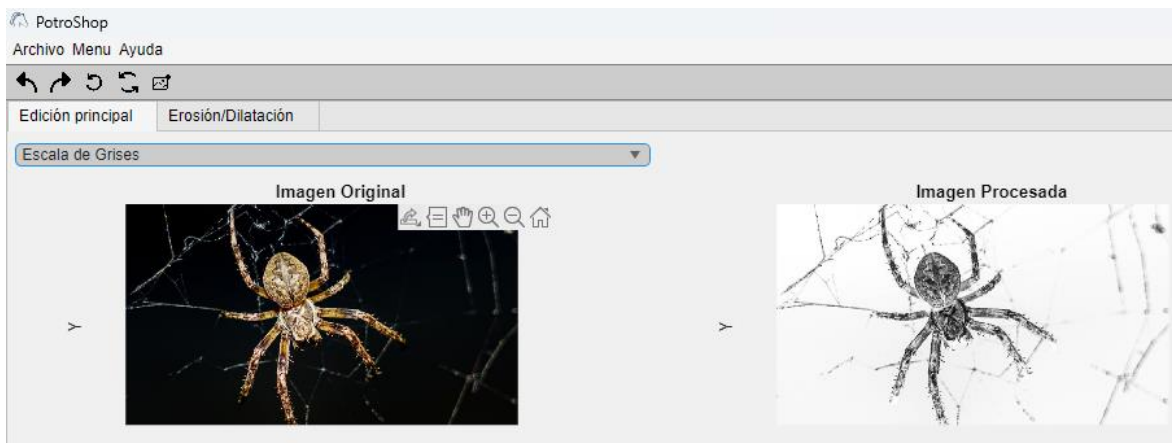 PotroShop
Archivo Menu Ayuda
Edición principal Erosión/Dilatación
Escala de Grises
Imagen Original Imagen Procesada
Y Y